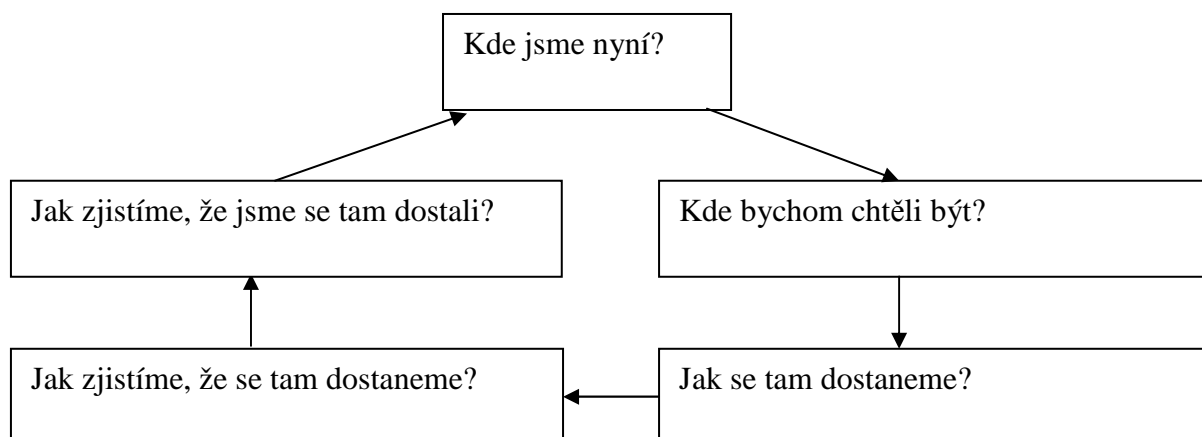 Kde jsme nyní?
Jak zjistíme, že jsme se tam dostali?
Kde bychom chtěli být?
Jak zjistíme, že se tam dostaneme?
Jak se tam dostaneme?